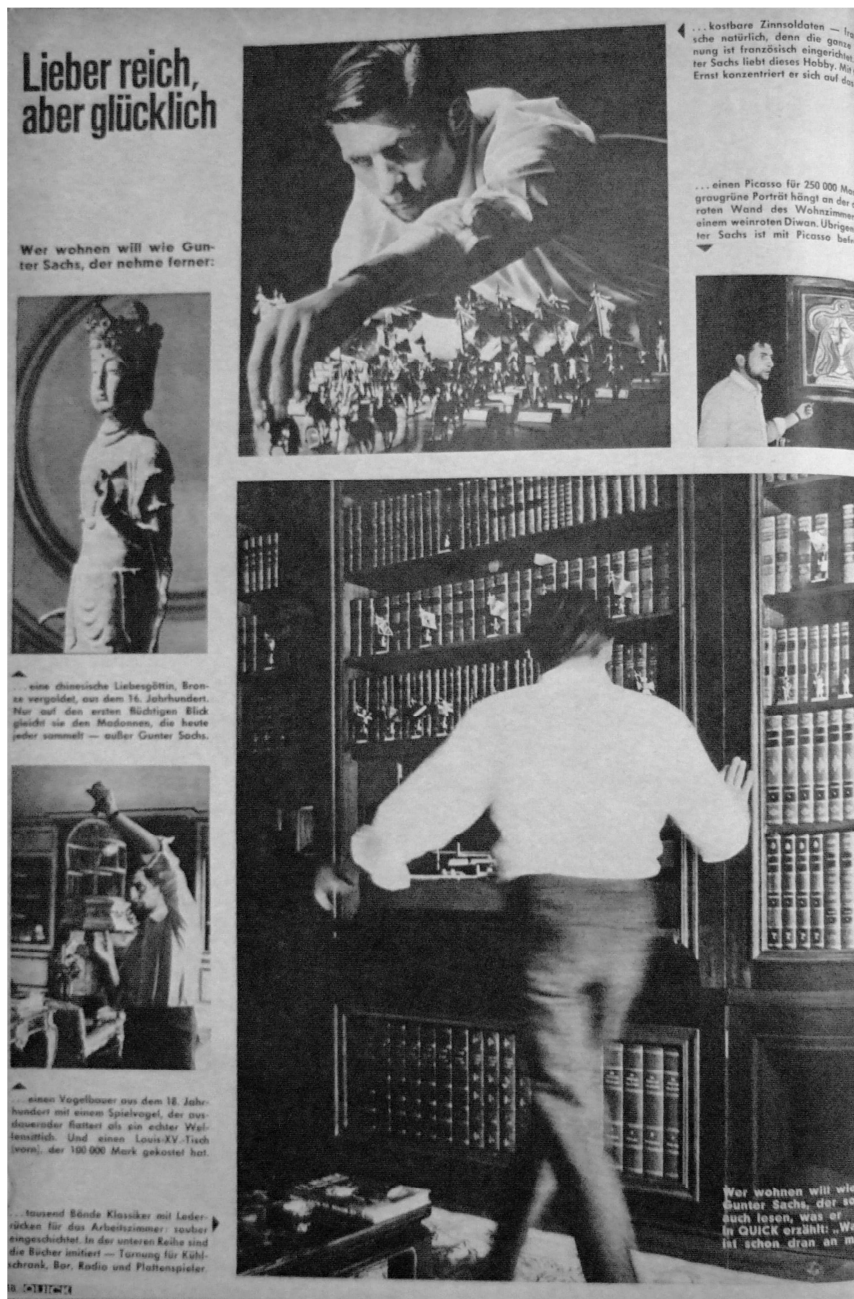 Lieber reich,
aber glücklich
Wer wohnen will wie Gun-
ter Sachs, der nehme ferner:
...eine chinesische Liebesgöttin, Bron-
ze vergoldet, aus dem 16. Jahrhundert.
Nur auf den ersten flüchtigen Blick
gleicht sie den Madonnen, die heute
jeder sammelt — außer Gunter Sachs.
...einen Vogelbauer aus dem 18. Jahr-
hundert mit einem Spielvogel, der aus-
dauernder flattert als ein echter Wel-
lensittich. Und einen Louis-XV.-Tisch
(vorn), der 100 000 Mark gekostet hat.
...tausend Bände Klassiker mit Leder-
rücken für das Arbeitszimmer: sauber
eingeschichtet. In der unteren Reihe sind
die Bücher imitiert — Tarnung für Kühl-
schrank, Bar, Radio und Plattenspieler.
QUICK
...kostbare Zinnsoldaten — fra
sche natürlich, denn die ganze
nung ist französisch eingerichtet.
ter Sachs liebt dieses Hobby. Mit
Ernst konzentriert er sich auf das
...einen Picasso für 250 000 Mar
graugrüne Porträt hängt an der
raten Wand des Wohnzimmer
einem weinroten Diwan. Übrigen
ter Sachs ist mit Picasso befr
Wer wohnen will wie
Gunter Sachs, der so
auch lesen, was er
in QUICK erzählt: „We
ist schon dran an m